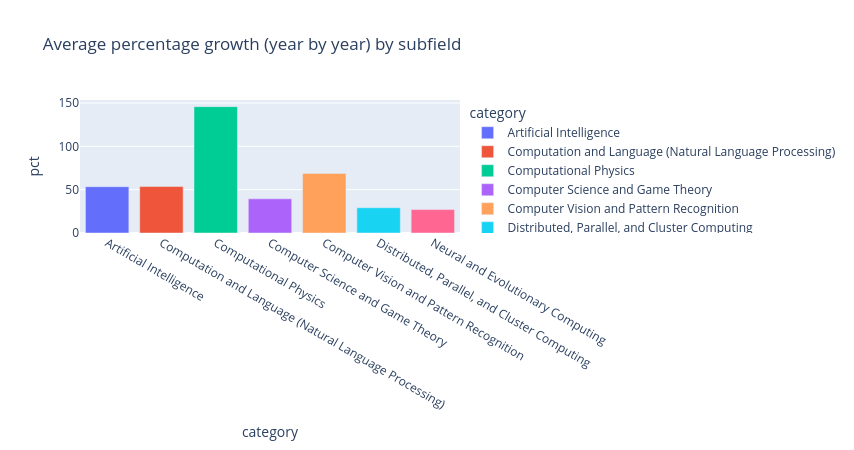 Average percentage growth (year by year) by subfield
150
100
50
0
pct
category
Artificial Intelligence
Computation and Language (Natural Language Processing)
Computational Physics
Computer Science and Game Theory
Computer Vision and Pattern Recognition
Distributed, Parallel, and Cluster Computing
Artificial Intelligence
Computation and Language (Natural Language Processing)
Computational Physics
Computer Science and Game Theory
Computer Vision and Pattern Recognition
Distributed, Parallel, and Cluster Computing
Neural and Evolutionary Computing
category